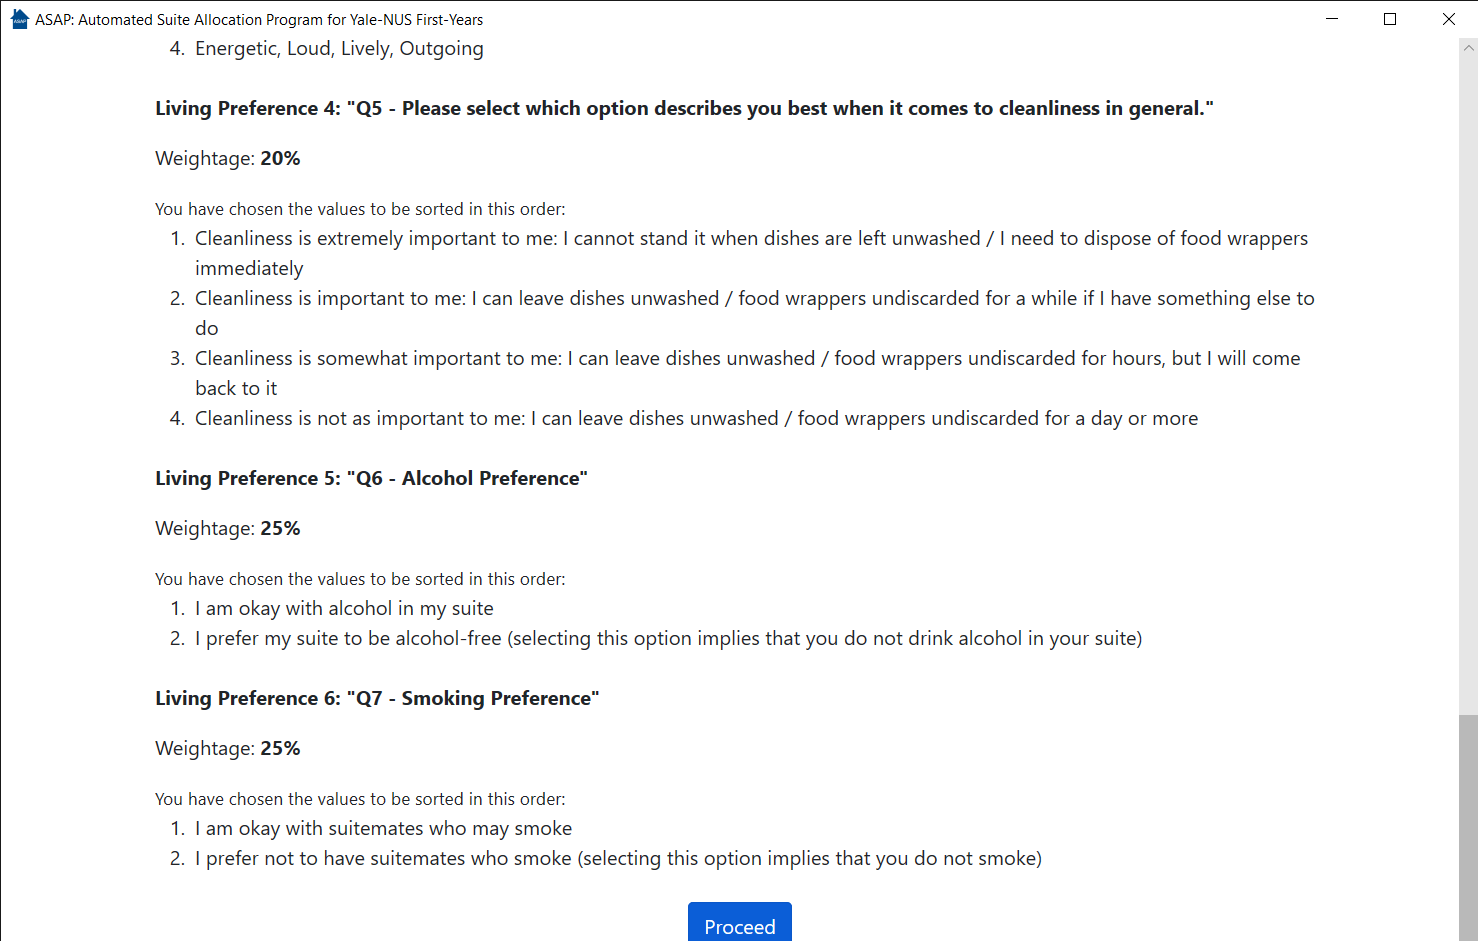 ASAP: Automated Suite Allocation Program for Yale-NUS First-Years
4. Energetic, Loud, Lively, Outgoing
Living Preference 4: "Q5 - Please select which option describes you best when it comes to cleanliness in general."
Weightage: 20%
You have chosen the values to be sorted in this order:
1. Cleanliness is extremely important to me: I cannot stand it when dishes are left unwashed / I need to dispose of food wrappers
immediately
2. Cleanliness is important to me: I can leave dishes unwashed / food wrappers undiscarded for a while if I have something else to
do
3. Cleanliness is somewhat important to me: I can leave dishes unwashed / food wrappers undiscarded for hours, but I will come
back to it
4. Cleanliness is not as important to me: I can leave dishes unwashed / food wrappers undiscarded for a day or more
Living Preference 5: "Q6 - Alcohol Preference"
Weightage: 25%
You have chosen the values to be sorted in this order:
1. I am okay with alcohol in my suite
2. I prefer my suite to be alcohol-free (selecting this option implies that you do not drink alcohol in your suite)
Living Preference 6: "Q7 - Smoking Preference"
Weightage: 25%
You have chosen the values to be sorted in this order:
1. I am okay with suitemates who may smoke
2. I prefer not to have suitemates who smoke (selecting this option implies that you do not smoke)
Proceed